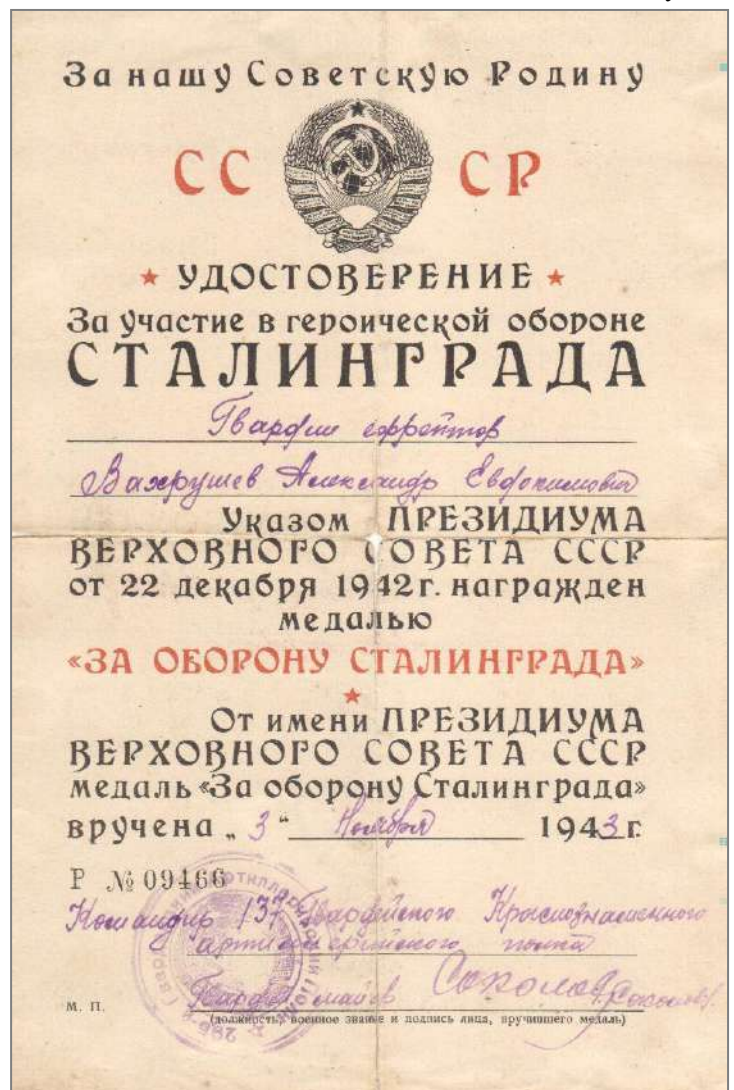 За нашу Советскую Родину
СССР
УДОСТОВЕРЕНИЕ
За участие в героической обороне
СТАЛИНГРАДА
Гвардии ефрейтор
Вахрушев Александр Евдокимович
Указом ПРЕЗИДИУМА
ВЕРХОВНОГО СОВЕТА СССР
от 22 декабря 1942 г. награжден
медалью
«ЗА ОБОРОНУ СТАЛИНГРАДА»
От имени ПРЕЗИДИУМА
ВЕРХОВНОГО СОВЕТА СССР
медаль «За оборону Сталинграда»
вручена „ 3 “ Ноября 1943 г.
Р № 09466
Командир 137 Гвардейского Краснознаменного
артиллерийского полка
Гвардии майор Соколов
М. П.
(должность, военное звание и подпись лица, вручившего медаль)